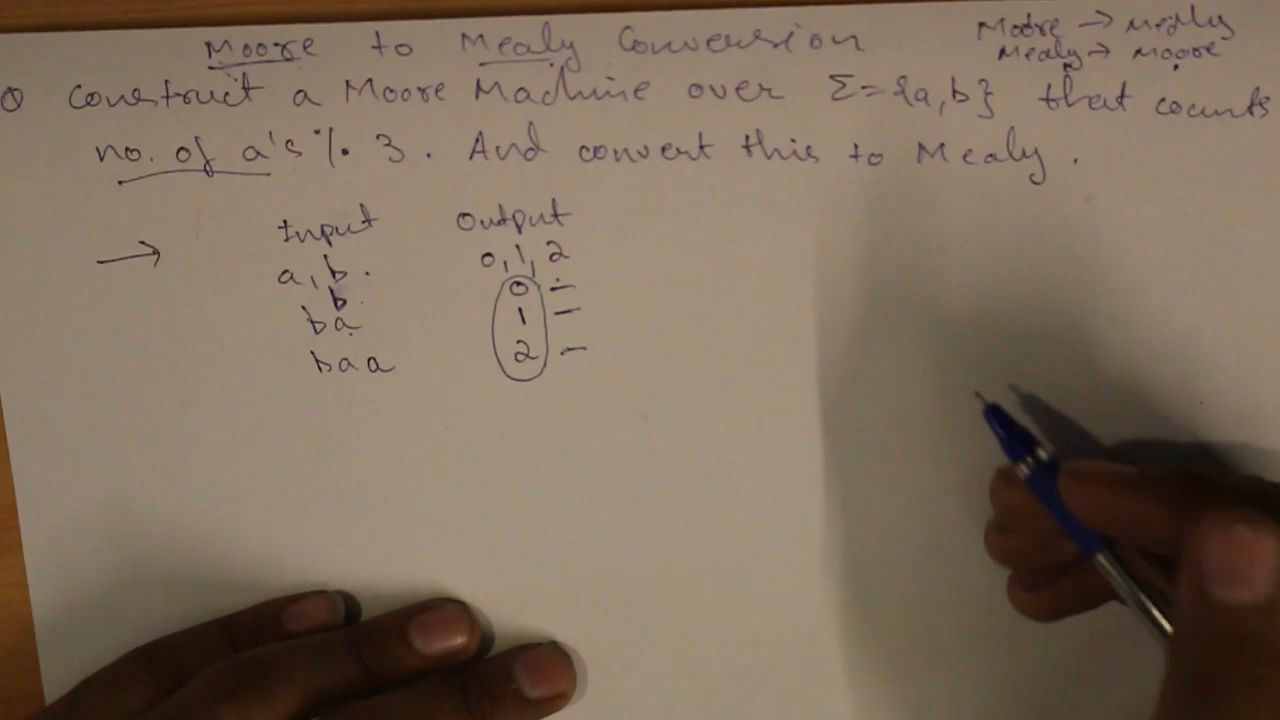 Moore to Mealy Conversion
Moore → Mealy
Mealy → Moore
Q Construct a Moore Machine over Σ={a,b} that counts
no. of a's % 3. And convert this to Mealy.
→ Input Output
a, b. 0, 1, 2
b. 0 -
ba 1 -
baa 2 -